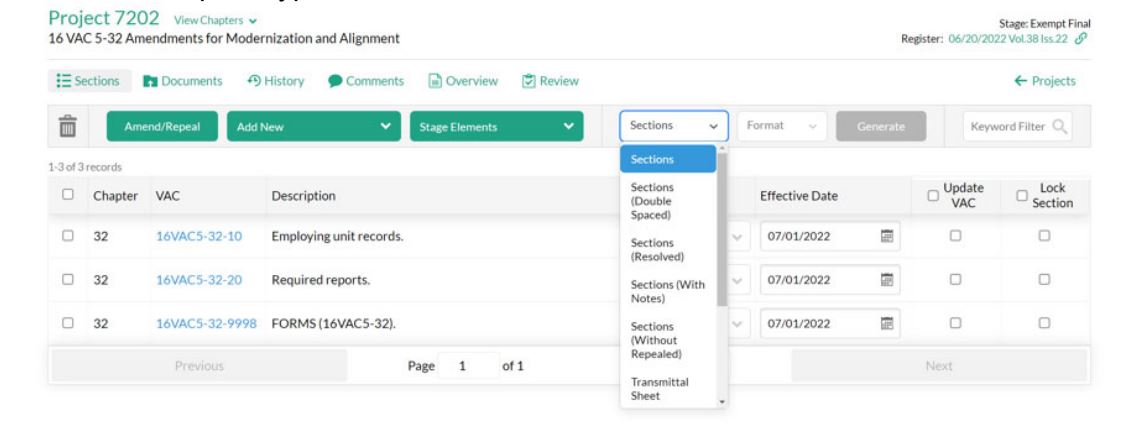 Project 7202 View Chapters
Stage: Exempt Final
16 VAC 5-32 Amendments for Modernization and Alignment
Register: 06/20/2022 Vol.38 Iss.22
Sections Documents History Comments Overview Review
← Projects
Amend/Repeal Add New Stage Elements Sections Format Generate Keyword Filter
1-3 of 3 records
Sections
Sections (Double Spaced)
Sections (Resolved)
Sections (With Notes)
Sections (Without Repealed)
Transmittal Sheet
Chapter VAC Description Effective Date Update VAC Lock Section
32 16VAC5-32-10 Employing unit records. 07/01/2022
32 16VAC5-32-20 Required reports. 07/01/2022
32 16VAC5-32-9998 FORMS (16VAC5-32). 07/01/2022
Previous Page 1 of 1 Next